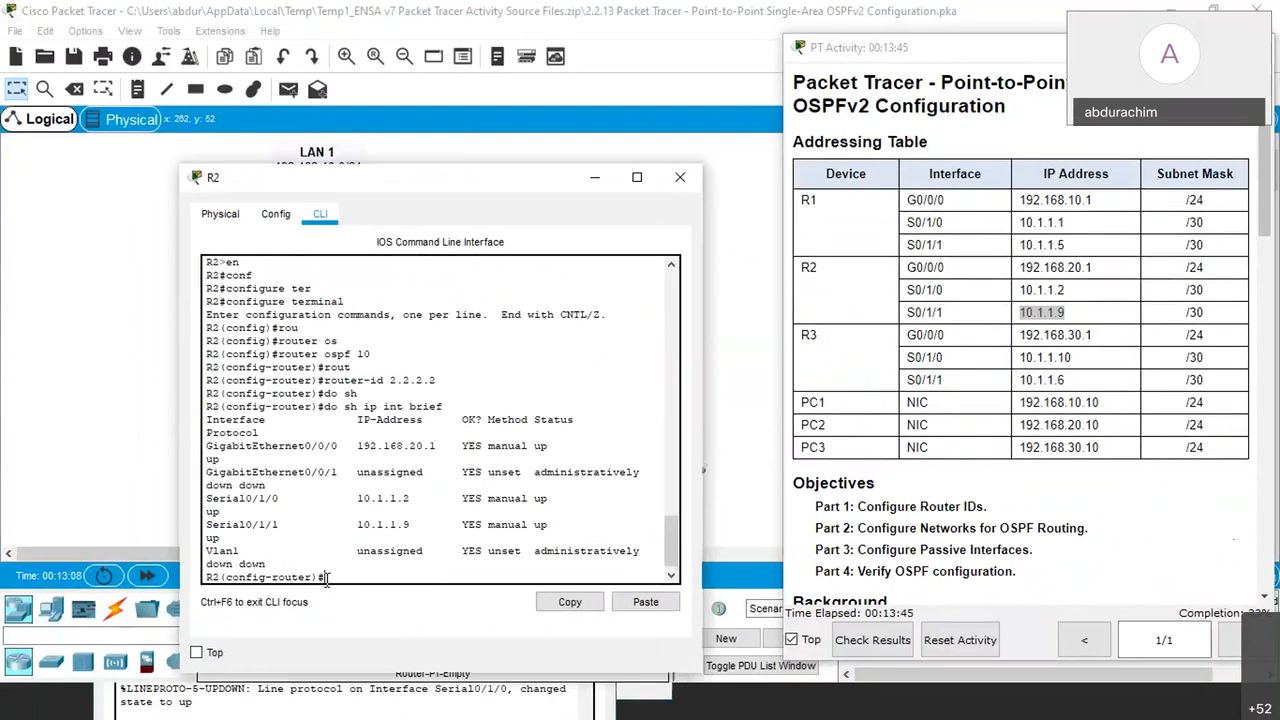 Cisco Packet Tracer - C:\Users\abdur\AppData\Local\Temp\Temp1_ENSA v7 Packet Tracer Activity Source Files.zip\2.2.13 Packet Tracer - Point-to-Point Single-Area OSPFv2 Configuration.pka
File Edit Options View Tools Extensions Help
Logical Physical x: 262, y: 52
LAN 1
R2
Physical Config CLI
IOS Command Line Interface
R2>en
R2#conf
R2#configure ter
R2#configure terminal
Enter configuration commands, one per line. End with CNTL/Z.
R2(config)#rou
R2(config)#router os
R2(config)#router ospf 10
R2(config-router)#rout
R2(config-router)#router-id 2.2.2.2
R2(config-router)#do sh
R2(config-router)#do sh ip int brief
Interface IP-Address OK? Method Status
Protocol
GigabitEthernet0/0/0 192.168.20.1 YES manual up
up
GigabitEthernet0/0/1 unassigned YES unset administratively
down down
Serial0/1/0 10.1.1.2 YES manual up
up
Serial0/1/1 10.1.1.9 YES manual up
up
Vlan1 unassigned YES unset administratively
down down
R2(config-router)#
Ctrl+F6 to exit CLI focus
Copy Paste
Top
Time: 00:13:08
Scenar
New
Toggle PDU List Window
Router-PT-Empty
%LINEPROTO-5-UPDOWN: Line protocol on Interface Serial0/1/0, changed
state to up
PT Activity: 00:13:45
Packet Tracer - Point-to-Point
OSPFv2 Configuration
Addressing Table
Device Interface IP Address Subnet Mask
R1 G0/0/0 192.168.10.1 /24
S0/1/0 10.1.1.1 /30
S0/1/1 10.1.1.5 /30
R2 G0/0/0 192.168.20.1 /24
S0/1/0 10.1.1.2 /30
S0/1/1 10.1.1.9 /30
R3 G0/0/0 192.168.30.1 /24
S0/1/0 10.1.1.10 /30
S0/1/1 10.1.1.6 /30
PC1 NIC 192.168.10.10 /24
PC2 NIC 192.168.20.10 /24
PC3 NIC 192.168.30.10 /24
Objectives
Part 1: Configure Router IDs.
Part 2: Configure Networks for OSPF Routing.
Part 3: Configure Passive Interfaces.
Part 4: Verify OSPF configuration.
Background
Time Elapsed: 00:13:45 Completion:
Top Check Results Reset Activity < 1/1
A
abdurachim
+52